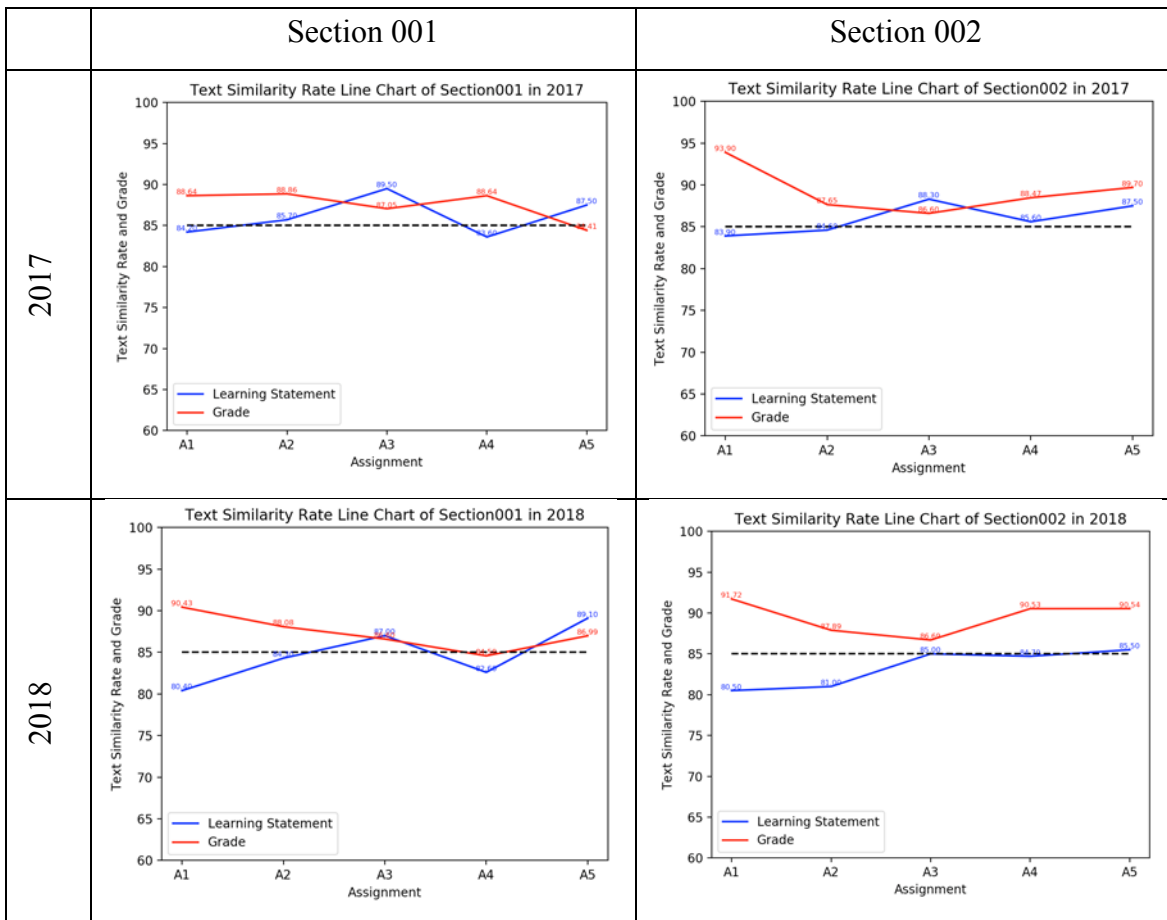 Section 001
Section 002
2017
Text Similarity Rate Line Chart of Section001 in 2017
Text Similarity Rate and Grade
100
95
90
85
80
75
70
65
60
88.64
88.86
87.05
88.64
85.70
89.50
87.50
Learning Statement
Grade
A1
A2
A3
A4
A5
Assignment
Text Similarity Rate Line Chart of Section002 in 2017
Text Similarity Rate and Grade
100
95
90
85
80
75
70
65
60
93.90
86.60
88.47
89.70
83.90
88.30
85.60
87.50
Learning Statement
Grade
A1
A2
A3
A4
A5
Assignment
2018
Text Similarity Rate Line Chart of Section001 in 2018
Text Similarity Rate and Grade
100
95
90
85
80
75
70
65
60
90.43
88.08
86.99
80.40
87.00
82.60
89.10
Learning Statement
Grade
A1
A2
A3
A4
A5
Assignment
Text Similarity Rate Line Chart of Section002 in 2018
Text Similarity Rate and Grade
100
95
90
85
80
75
70
65
60
91.72
87.89
90.53
90.54
80.50
81.00
85.00
85.50
Learning Statement
Grade
A1
A2
A3
A4
A5
Assignment